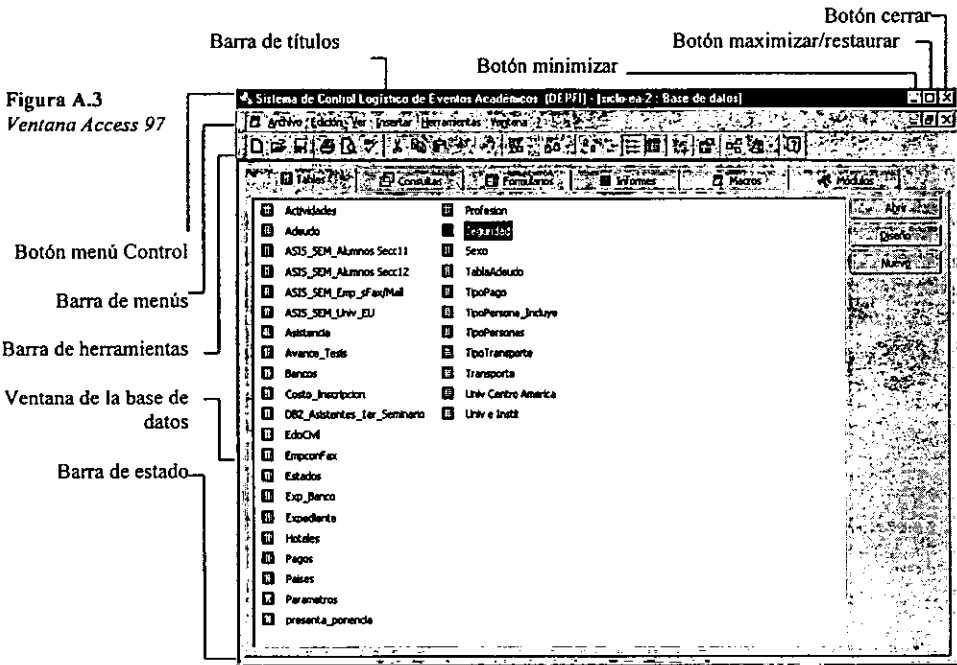 Botón cerrar
Barra de títulos
Botón maximizar/restaurar
Botón minimizar
Figura A.3
Ventana Access 97
Sistema de Control Logístico de Eventos Académicos (DEPFI) - [siclo-ea-2 : Base de datos]
Archivo Edición Ver Insertar Herramientas Ventana ?
Tablas Consultas Formularios Informes Macros Módulos
Abrir
Diseño
Nuevo
Actividades
Adeudo
ASIS_SEM_Alumnos Secc11
ASIS_SEM_Alumnos Secc12
ASIS_SEM_Emp_sFax/Mail
ASIS_SEM_Univ_EU
Asistencia
Avance_Tesis
Bancos
Costo_Inscripcion
DB2_Asistentes_1er_Seminario
EdoCivil
EmpconFax
Estados
Exp_Banco
Expediente
Hoteles
Pagos
Paises
Parametros
presenta_ponencia
Profesion
Seguridad
Sexo
TablaAdeudo
TipoPago
TipoPersona_Incluye
TipoPersonas
TipoTransporte
Transporte
Univ Centro America
Univ e Instit
Botón menú Control
Barra de menús
Barra de herramientas
Ventana de la base de
datos
Barra de estado